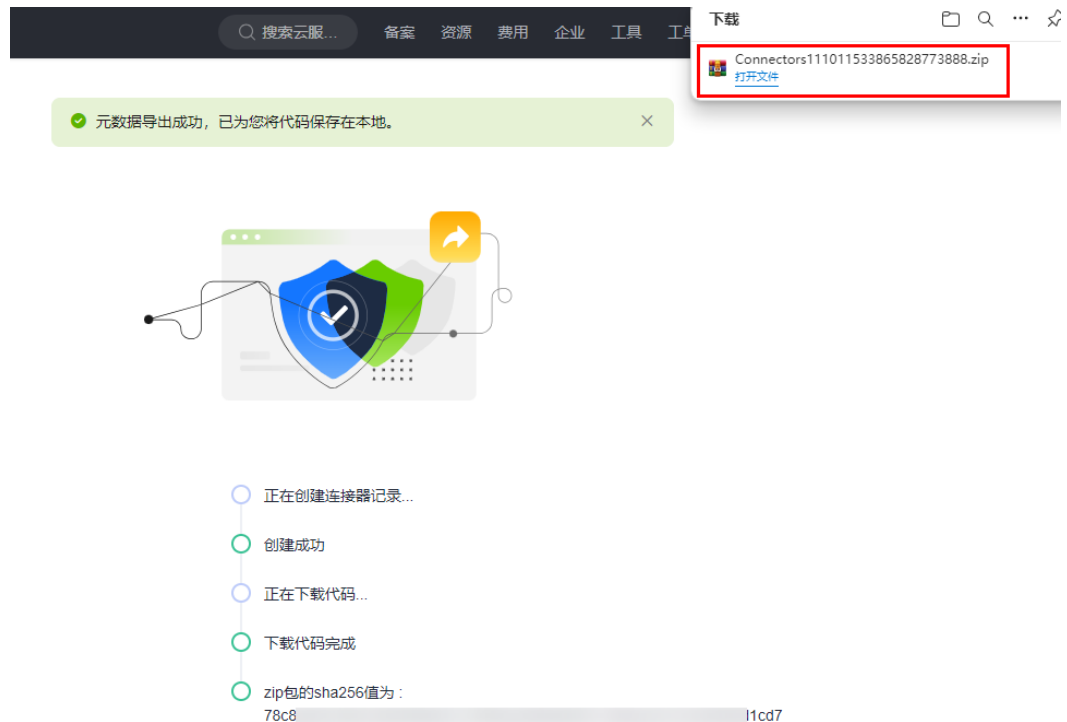 搜索云服...
备案
资源
费用
企业
工具
下载
Connectors111011533865828773888.zip
打开文件
元数据导出成功，已为您将代码保存在本地。
正在创建连接器记录...
创建成功
正在下载代码...
下载代码完成
zip包的sha256值为：
78c8 1cd7